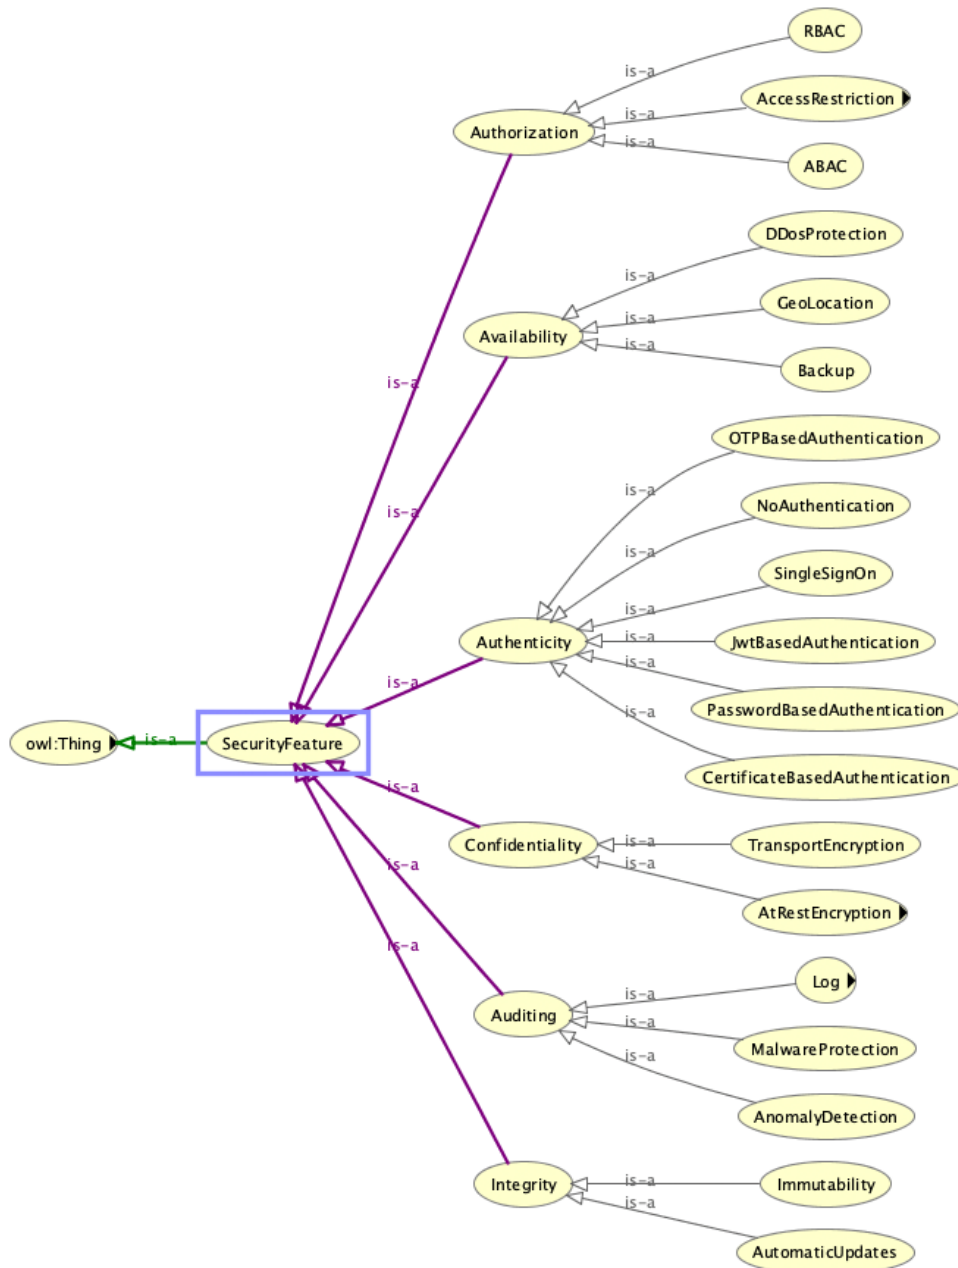 RBAC
is-a
AccessRestriction
is-a
Authorization
is-a
ABAC
DDosProtection
is-a
GeoLocation
is-a
Availability
is-a
Backup
is-a
OTPBasedAuthentication
is-a
NoAuthentication
is-a
is-a
SingleSignOn
is-a
Authenticity
is-a
JwtBasedAuthentication
is-a
is-a
PasswordBasedAuthentication
is-a
owl:Thing
is-a
SecurityFeature
CertificateBasedAuthentication
is-a
Confidentiality
is-a
TransportEncryption
is-a
is-a
AtRestEncryption
is-a
Log
is-a
Auditing
is-a
MalwareProtection
is-a
AnomalyDetection
Integrity
is-a
Immutability
is-a
AutomaticUpdates